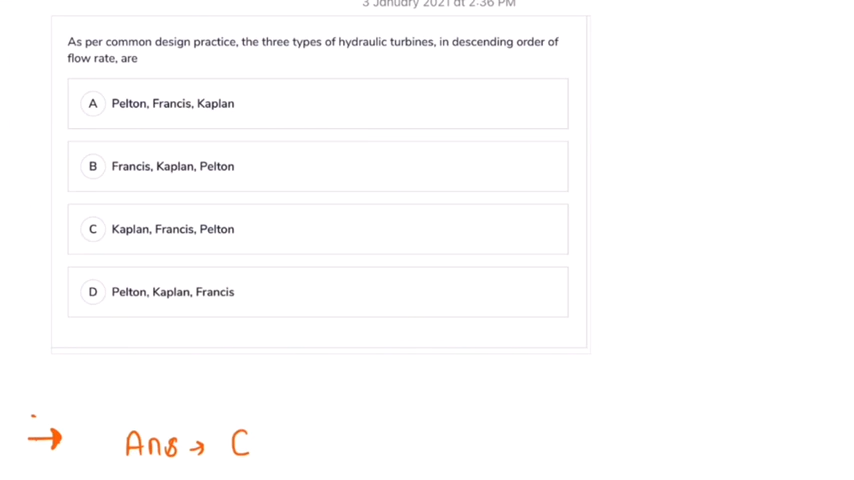 3 January 2021 at 2:36 PM
As per common design practice, the three types of hydraulic turbines, in descending order of
flow rate, are
A Pelton, Francis, Kaplan
B Francis, Kaplan, Pelton
C Kaplan, Francis, Pelton
D Pelton, Kaplan, Francis
→ Ans → C